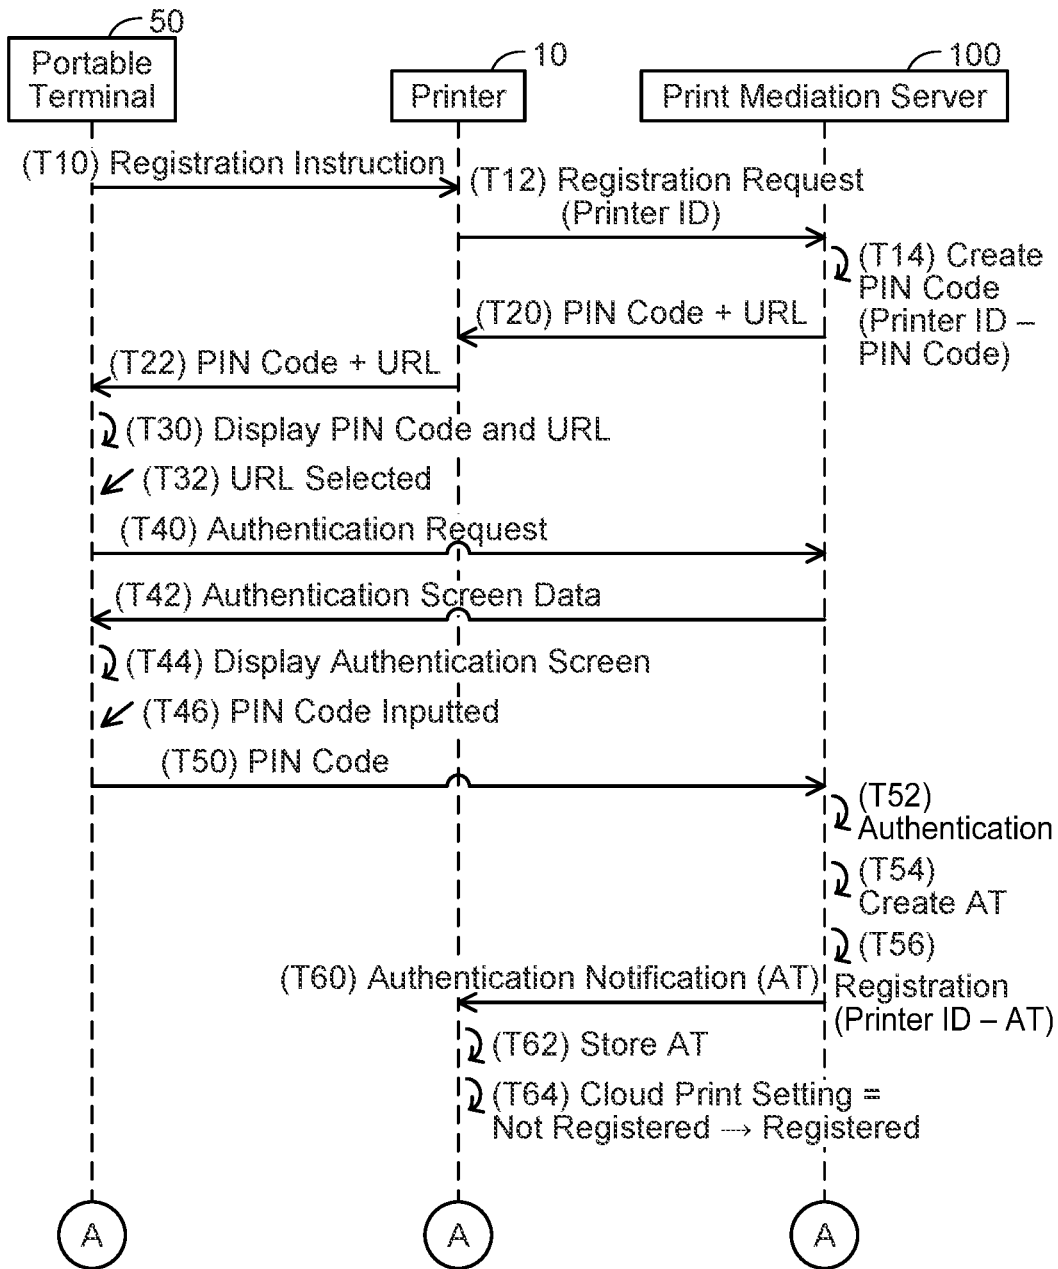 50
10
100
Portable
Terminal
Printer
Print Mediation Server
(T10) Registration Instruction
(T12) Registration Request
(Printer ID)
(T14) Create
PIN Code
(Printer ID –
PIN Code)
(T20) PIN Code + URL
(T22) PIN Code + URL
(T30) Display PIN Code and URL
(T32) URL Selected
(T40) Authentication Request
(T42) Authentication Screen Data
(T44) Display Authentication Screen
(T46) PIN Code Inputted
(T50) PIN Code
(T52)
Authentication
(T54)
Create AT
(T56)
Registration
(Printer ID – AT)
(T60) Authentication Notification (AT)
(T62) Store AT
(T64) Cloud Print Setting =
Not Registered → Registered
A
A
A